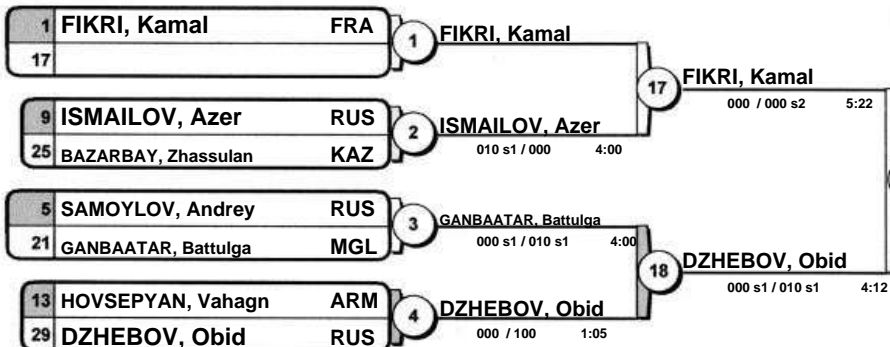 1 FIKRI, Kamal FRA
17
1 FIKRI, Kamal
9 ISMAILOV, Azer RUS
25 BAZARBAY, Zhassulan KAZ
2 ISMAILOV, Azer
010 s1 / 000 4:00
17 FIKRI, Kamal
000 / 000 s2 5:22
5 SAMOYLOV, Andrey RUS
21 GANBAATAR, Battulga MGL
3 GANBAATAR, Battulga
000 s1 / 010 s1 4:00
13 HOVSEPYAN, Vahagn ARM
29 DZHEBOV, Obid RUS
4 DZHEBOV, Obid
000 / 100 1:05
18 DZHEBOV, Obid
000 s1 / 010 s1 4:12